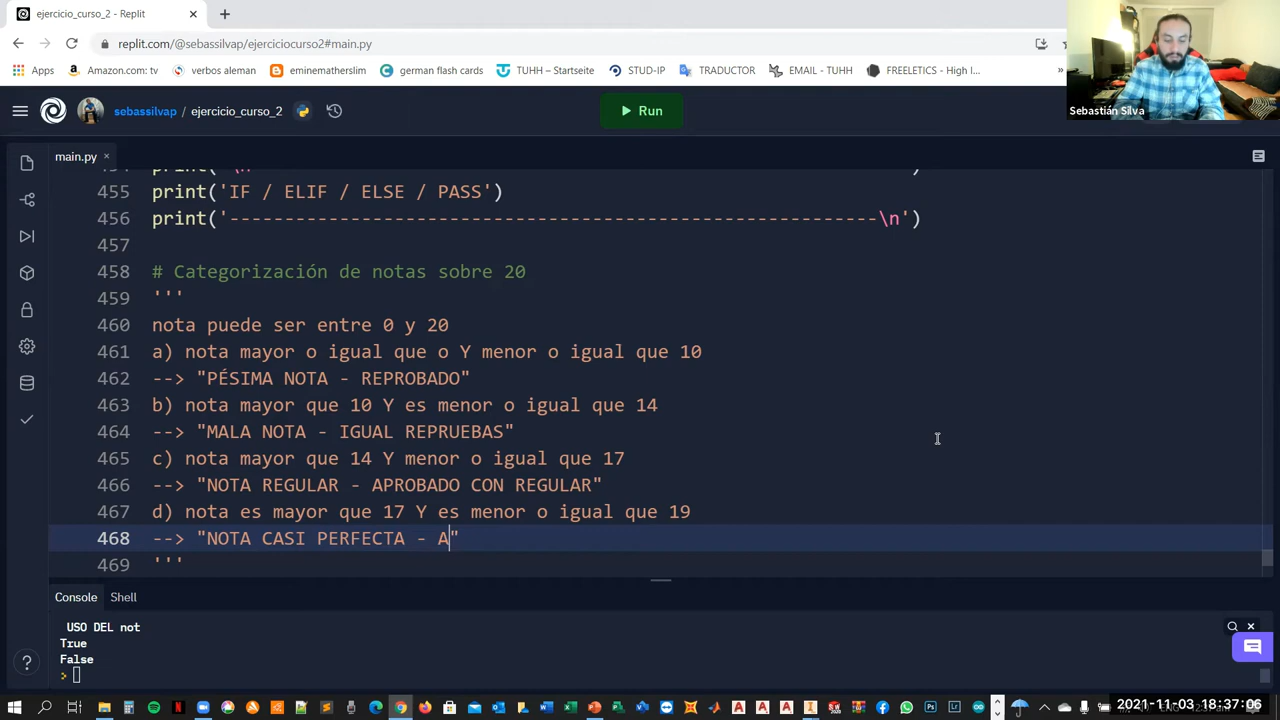 ejercicio_curso_2 - Replit
replit.com/@sebassilvap/ejerciciocurso2#main.py
Apps Amazon.com: tv verbos aleman eminematherslim german flash cards TUHH – Startseite STUD-IP TRADUCTOR EMAIL - TUHH FREELETICS - High I...
Sebastián Silva
sebassilvap / ejercicio_curso_2
Run
main.py
455 print('IF / ELIF / ELSE / PASS')
456 print('-----------------------------------------------------------\n')
457
458 # Categorización de notas sobre 20
459 '''
460 nota puede ser entre 0 y 20
461 a) nota mayor o igual que o Y menor o igual que 10
462 --> "PÉSIMA NOTA - REPROBADO"
463 b) nota mayor que 10 Y es menor o igual que 14
464 --> "MALA NOTA - IGUAL REPRUEBAS"
465 c) nota mayor que 14 Y menor o igual que 17
466 --> "NOTA REGULAR - APROBADO CON REGULAR"
467 d) nota es mayor que 17 Y es menor o igual que 19
468 --> "NOTA CASI PERFECTA - A"
469 '''
Console Shell
USO DEL not
True
False
>
2021-11-03 18:37:06